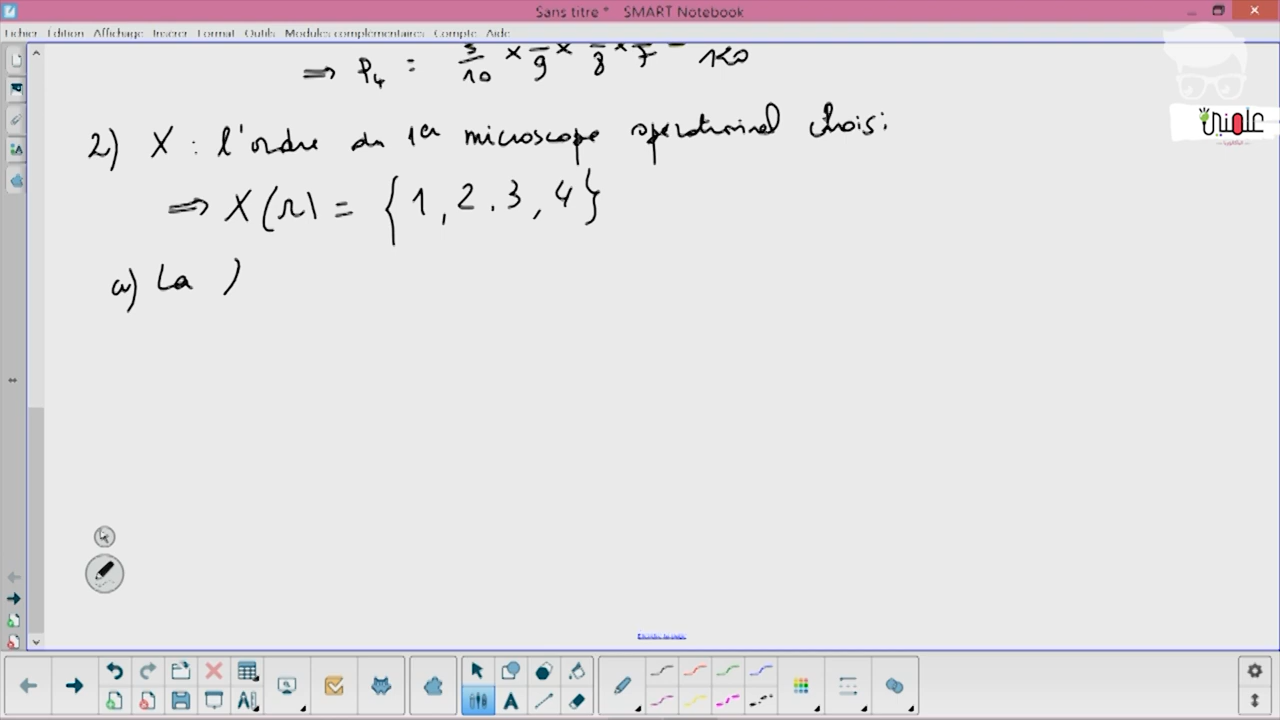 Sans titre * SMART Notebook
Fichier Edition Affichage Insérer Format Outils Modules complémentaires Compte Aide
⟹ P₄ : 3/10 × /9 × /8 × /7 = 120
2) X : l'ordre du 1er microscope opérationnel choisi
⟹ X(Ω) = {1, 2, 3, 4}
a) La
علمني